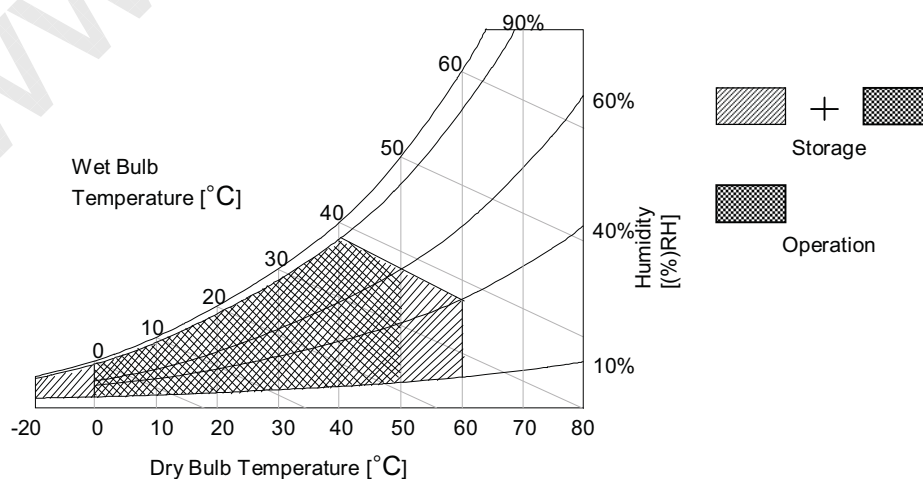 90%
60
60%
50
Storage
Wet Bulb
Temperature [°C]
40
40%
Humidity
[(%)RH]
Operation
30
20
10
0
10%
-20 0 10 20 30 40 50 60 70 80
Dry Bulb Temperature [°C]